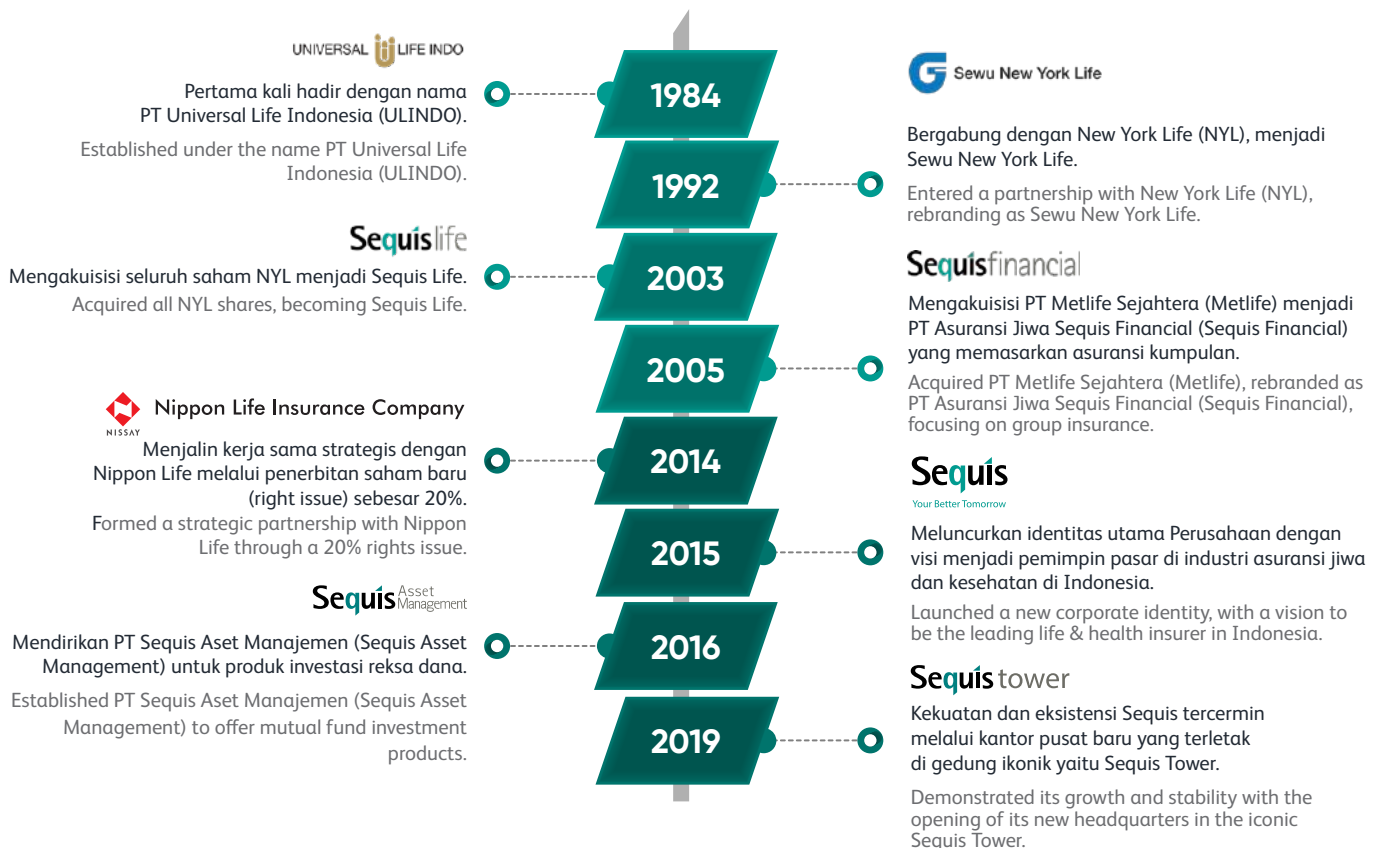 UNIVERSAL LIFE INDO
1984
Pertama kali hadir dengan nama
PT Universal Life Indonesia (ULINDO).
Established under the name PT Universal Life
Indonesia (ULINDO).
Sewu New York Life
1992
Bergabung dengan New York Life (NYL), menjadi
Sewu New York Life.
Entered a partnership with New York Life (NYL),
rebranding as Sewu New York Life.
Sequislife
2003
Mengakuisisi seluruh saham NYL menjadi Sequis Life.
Acquired all NYL shares, becoming Sequis Life.
Sequisfinancial
2005
Mengakuisisi PT Metlife Sejahtera (Metlife) menjadi
PT Asuransi Jiwa Sequis Financial (Sequis Financial)
yang memasarkan asuransi kumpulan.
Acquired PT Metlife Sejahtera (Metlife), rebranded as
PT Asuransi Jiwa Sequis Financial (Sequis Financial),
focusing on group insurance.
NISSAY
Nippon Life Insurance Company
2014
Menjalin kerja sama strategis dengan
Nippon Life melalui penerbitan saham baru
(right issue) sebesar 20%.
Formed a strategic partnership with Nippon
Life through a 20% rights issue.
Sequis
Your Better Tomorrow
2015
Meluncurkan identitas utama Perusahaan dengan
visi menjadi pemimpin pasar di industri asuransi jiwa
dan kesehatan di Indonesia.
Launched a new corporate identity, with a vision to
be the leading life & health insurer in Indonesia.
Sequis Asset
Management
2016
Mendirikan PT Sequis Aset Manajemen (Sequis Asset
Management) untuk produk investasi reksa dana.
Established PT Sequis Aset Manajemen (Sequis Asset
Management) to offer mutual fund investment
products.
Sequis tower
2019
Kekuatan dan eksistensi Sequis tercermin
melalui kantor pusat baru yang terletak
di gedung ikonik yaitu Sequis Tower.
Demonstrated its growth and stability with the
opening of its new headquarters in the iconic
Sequis Tower.